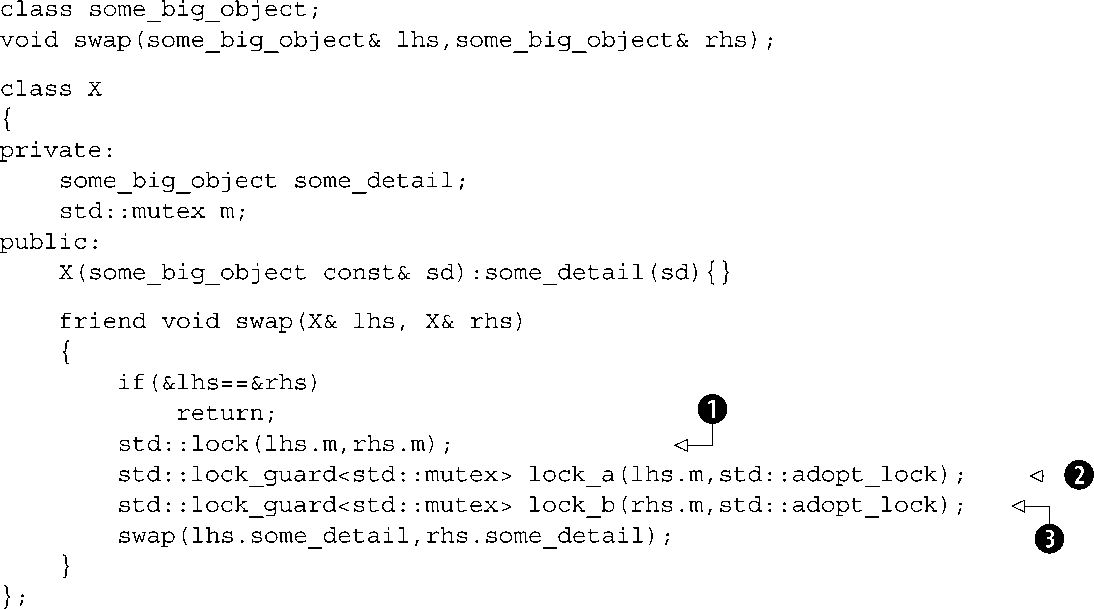 class some_big_object;
void swap(some_big_object& lhs,some_big_object& rhs);
class X
{
private:
    some_big_object some_detail;
    std::mutex m;
public:
    X(some_big_object const& sd):some_detail(sd){}
    friend void swap(X& lhs, X& rhs)
    {
        if(&lhs==&rhs)
            return;
        std::lock(lhs.m,rhs.m); 1
        std::lock_guard<std::mutex> lock_a(lhs.m,std::adopt_lock); 2
        std::lock_guard<std::mutex> lock_b(rhs.m,std::adopt_lock); 3
        swap(lhs.some_detail,rhs.some_detail);
    }
};